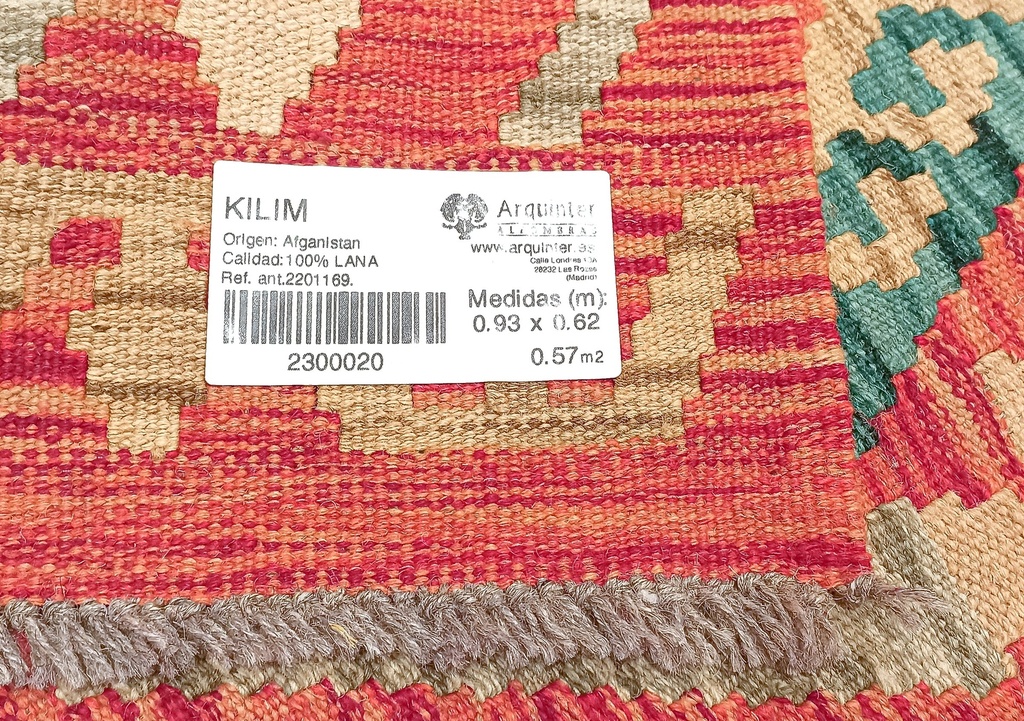 KILIM
Origen: Afganistan
Calidad:100% LANA
Ref. ant.2201169.
2300020
Arquinter
ALFOMBRAS
www.arquinter.es
Calle Londres 13A
28232 Las Rozas
(Madrid)
Medidas (m):
0.93 x 0.62
0.57m2